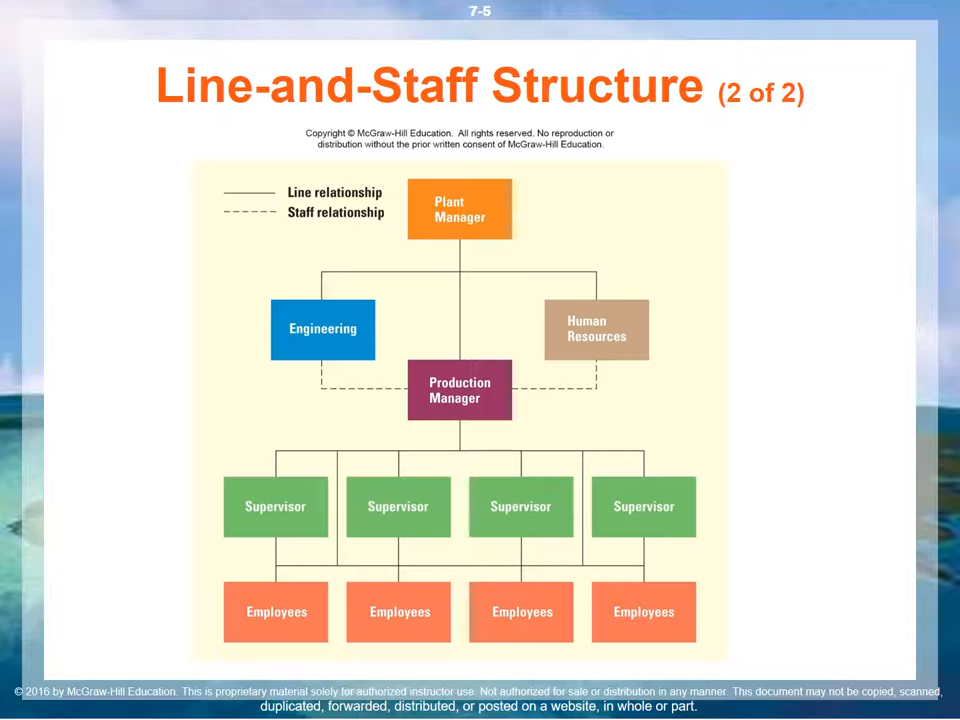 7-5
Line-and-Staff Structure (2 of 2)
Copyright © McGraw-Hill Education. All rights reserved. No reproduction or
distribution without the prior written consent of McGraw-Hill Education.
Line relationship
Staff relationship
Plant
Manager
Engineering
Human
Resources
Production
Manager
Supervisor
Supervisor
Supervisor
Supervisor
Employees
Employees
Employees
Employees
© 2016 by McGraw-Hill Education. This is proprietary material solely for authorized instructor use. Not authorized for sale or distribution in any manner. This document may not be copied, scanned,
duplicated, forwarded, distributed, or posted on a website, in whole or part.